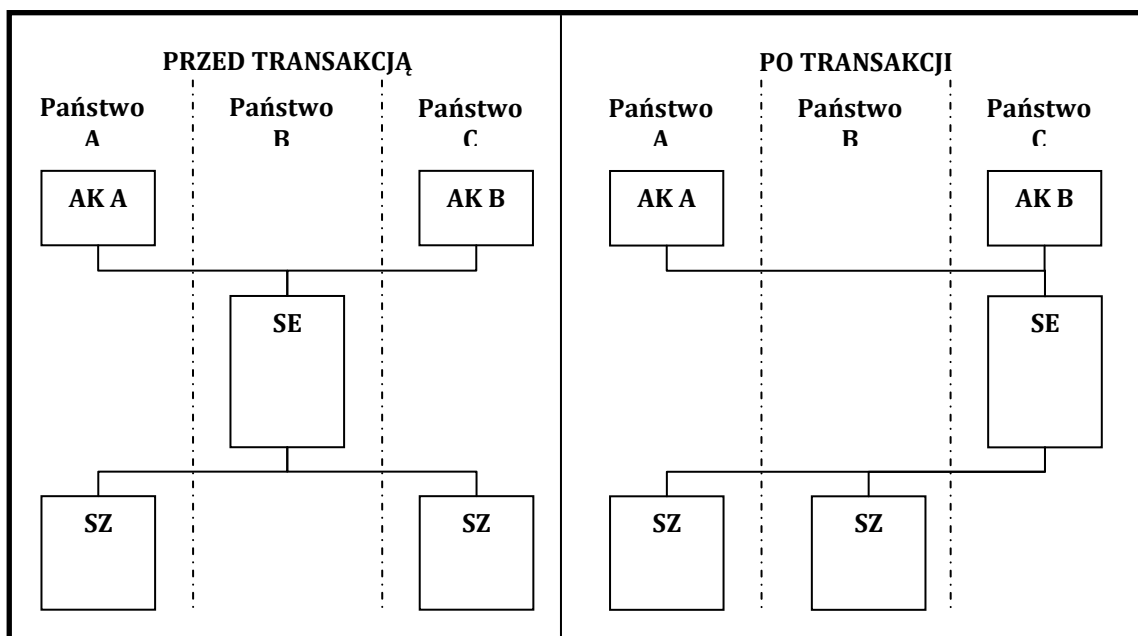 PRZED TRANSAKCJĄ
Państwo A
Państwo B
Państwo C
AK A
AK B
SE
SZ
SZ
PO TRANSAKCJI
Państwo A
Państwo B
Państwo C
AK A
AK B
SE
SZ
SZ